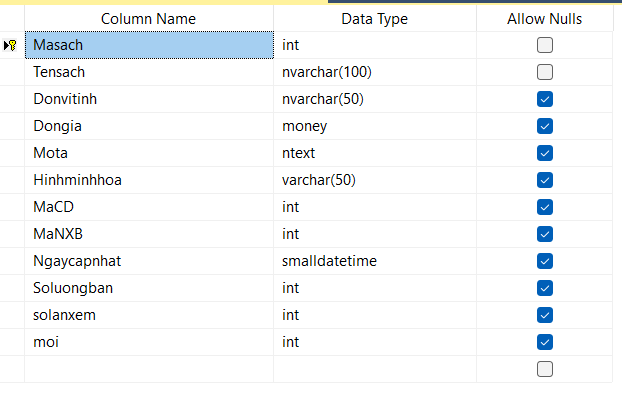 Column Name Data Type Allow Nulls
Masach int
Tensach nvarchar(100)
Donvitinh nvarchar(50)
Dongia money
Mota ntext
Hinhminhhoa varchar(50)
MaCD int
MaNXB int
Ngaycapnhat smalldatetime
Soluongban int
solanxem int
moi int